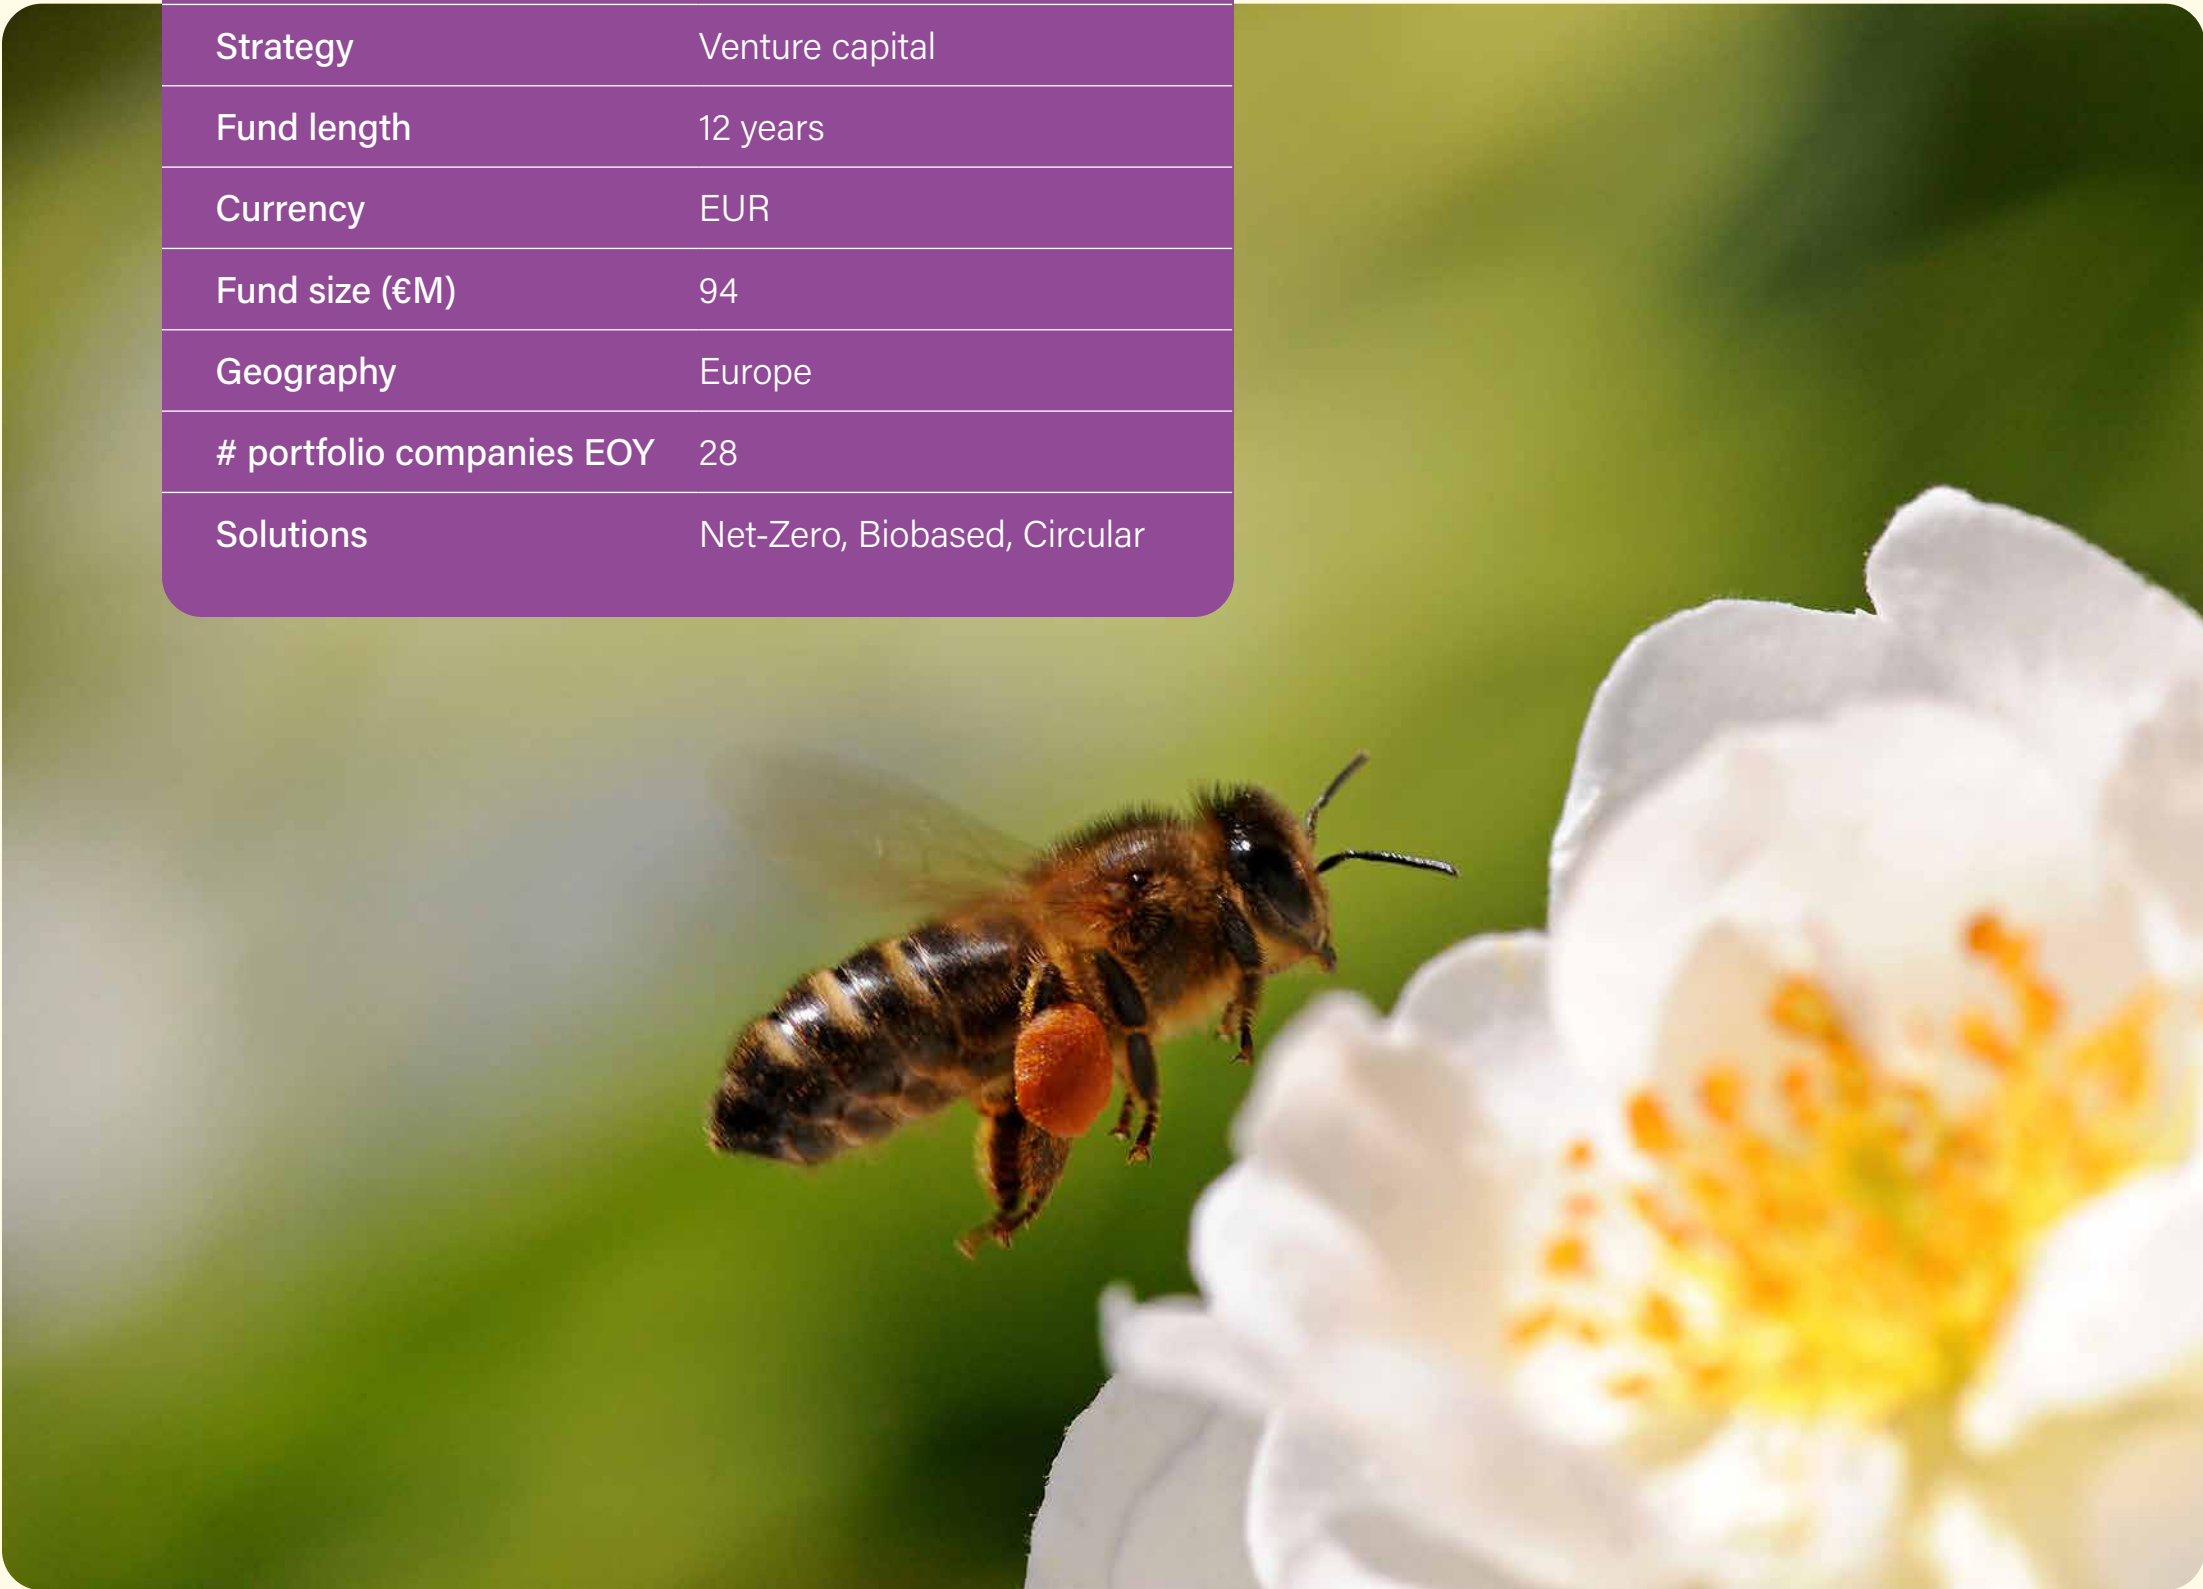 Strategy Venture capital
Fund length 12 years
Currency EUR
Fund size (€M) 94
Geography Europe
# portfolio companies EOY 28
Solutions Net-Zero, Biobased, Circular